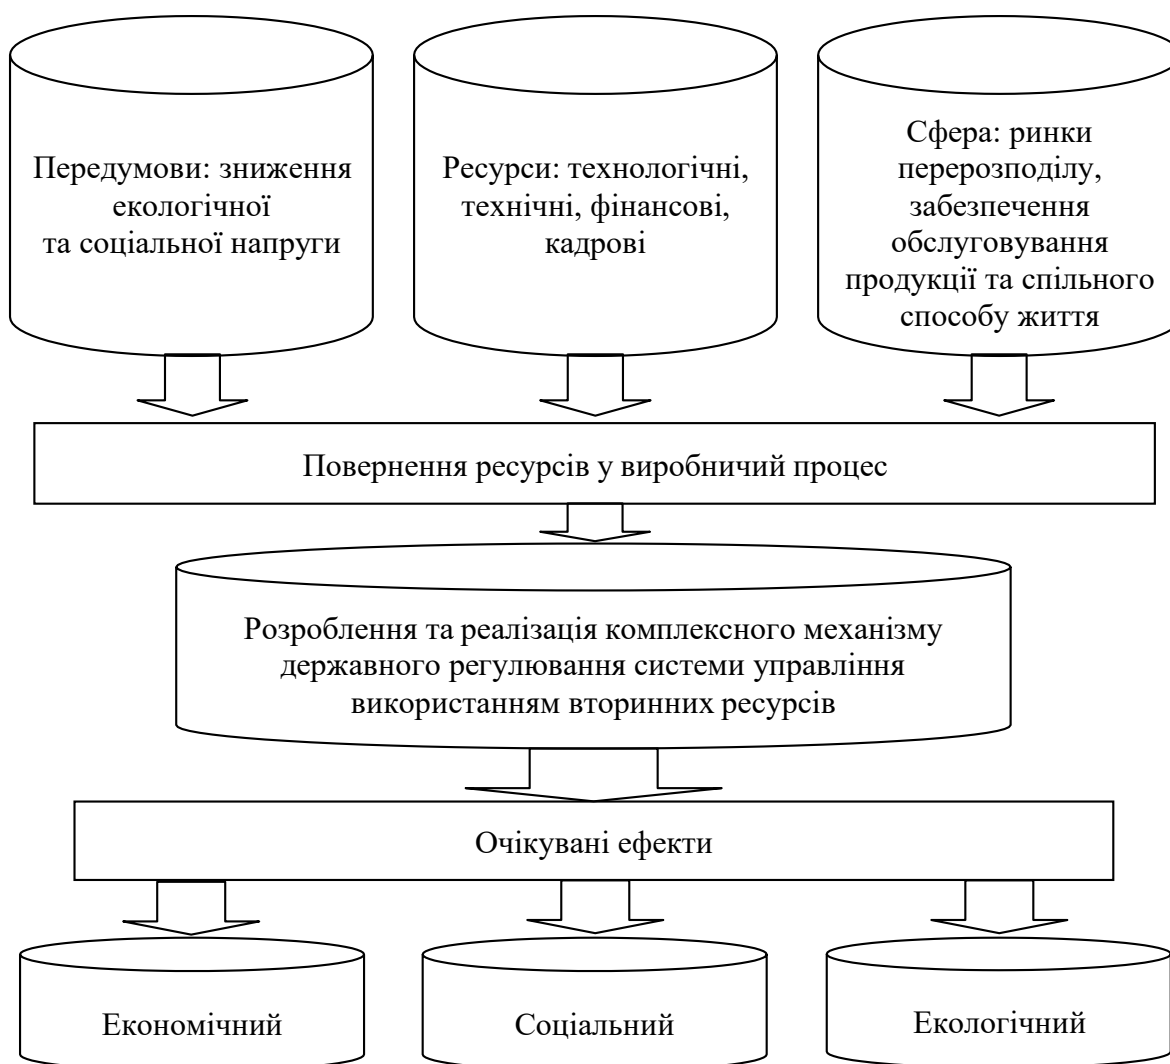 Передумови: зниження
екологічної
та соціальної напруги
Ресурси: технологічні,
технічні, фінансові,
кадрові
Сфера: ринки
перерозподілу,
забезпечення
обслуговування
продукції та спільного
способу життя
Повернення ресурсів у виробничий процес
Розроблення та реалізація комплексного механізму
державного регулювання системи управління
використанням вторинних ресурсів
Очікувані ефекти
Економічний
Соціальний
Екологічний